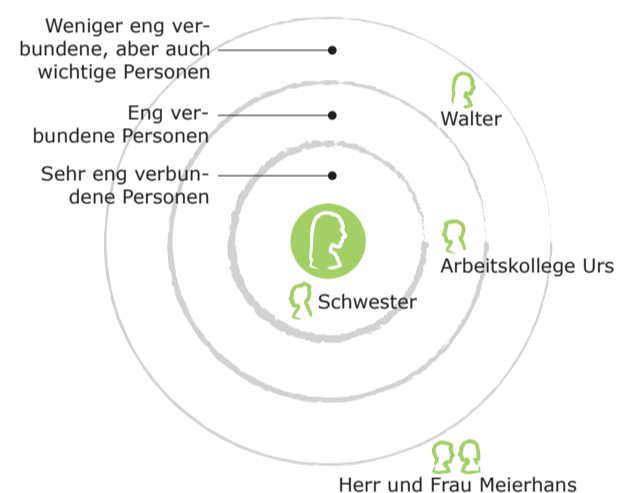 Weniger eng ver-
bundene, aber auch
wichtige Personen
Eng ver-
bundene Personen
Sehr eng verbun-
dene Personen
Walter
Arbeitskollege Urs
Schwester
Herr und Frau Meierhans